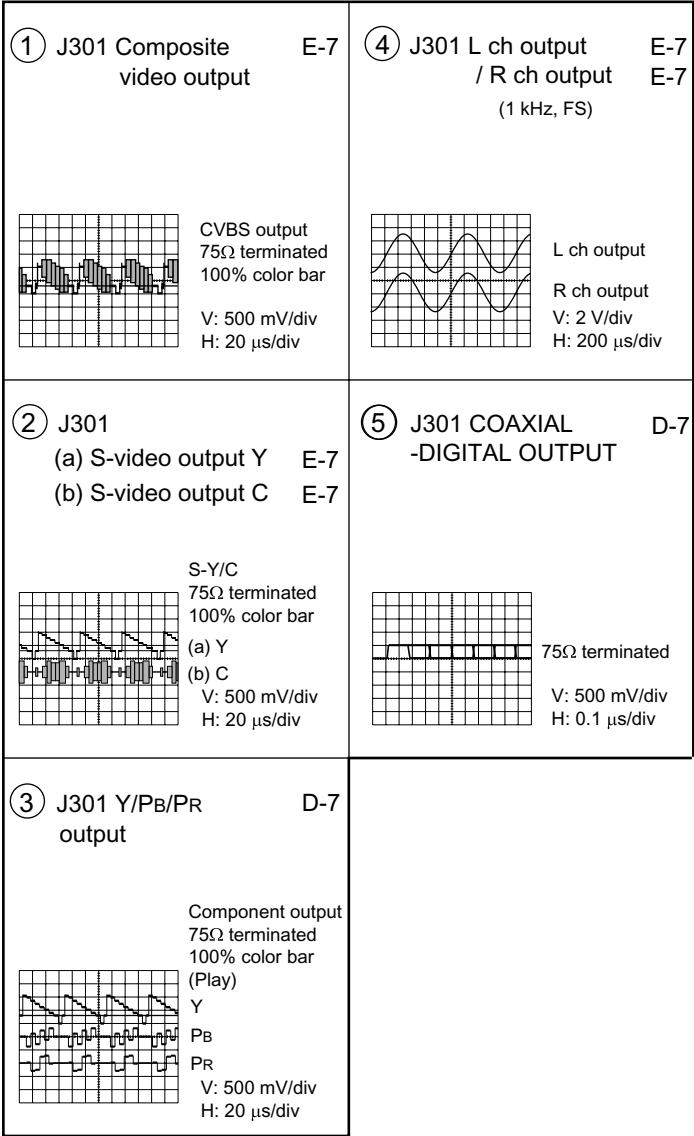 ① J301 Composite E-7
video output
CVBS output
75Ω terminated
100% color bar
V: 500 mV/div
H: 20 μs/div
② J301
(a) S-video output Y E-7
(b) S-video output C E-7
S-Y/C
75Ω terminated
100% color bar
(a) Y
(b) C
V: 500 mV/div
H: 20 μs/div
③ J301 Y/PB/PR D-7
output
Component output
75Ω terminated
100% color bar
(Play)
Y
PB
PR
V: 500 mV/div
H: 20 μs/div
④ J301 L ch output E-7
/ R ch output E-7
(1 kHz, FS)
L ch output
R ch output
V: 2 V/div
H: 200 μs/div
⑤ J301 COAXIAL D-7
-DIGITAL OUTPUT
75Ω terminated
V: 500 mV/div
H: 0.1 μs/div